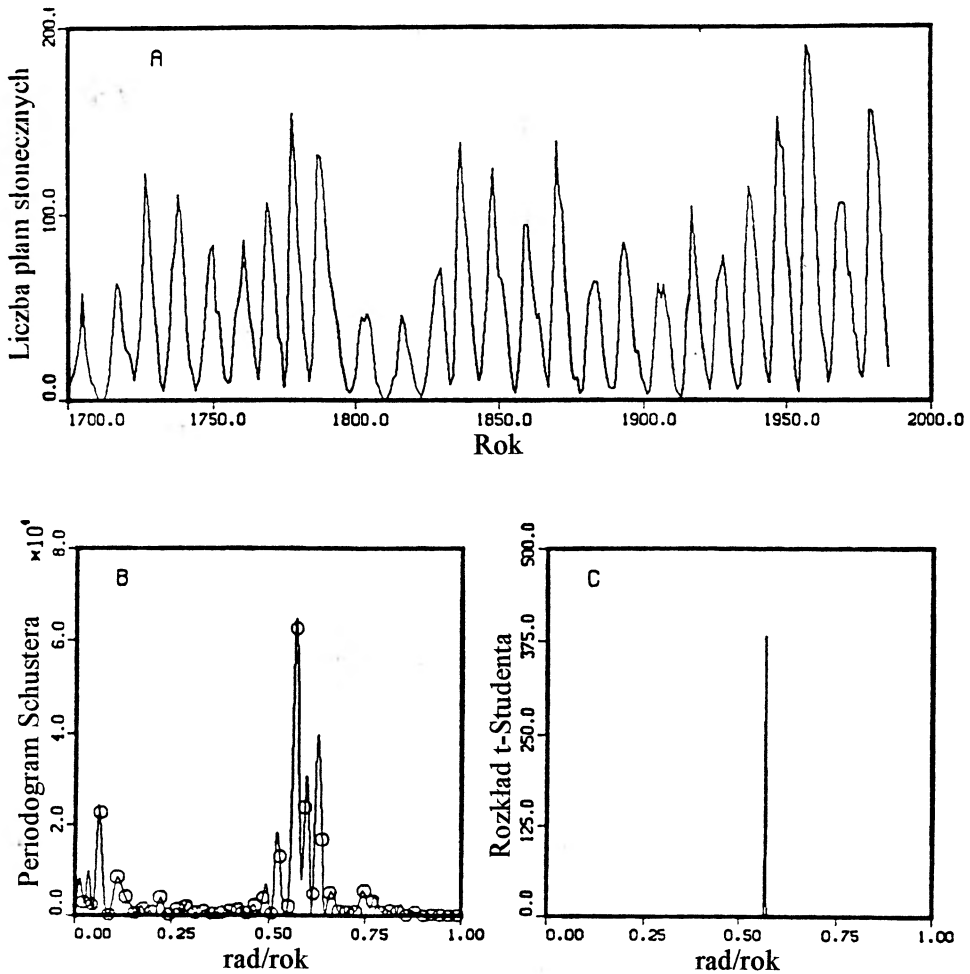 200.0
A
Liczba plam słonecznych
100.0
0.0
1700.0 1750.0 1800.0 1850.0 1900.0 1950.0 2000.0
Rok
×10⁴
8.0
B
Periodogram Schustera
6.0
4.0
2.0
0.0
0.00 0.25 0.50 0.75 1.00
rad/rok
500.0
C
Rozkład t-Studenta
375.0
250.0
125.0
0.0
0.00 0.25 0.50 0.75 1.00
rad/rok